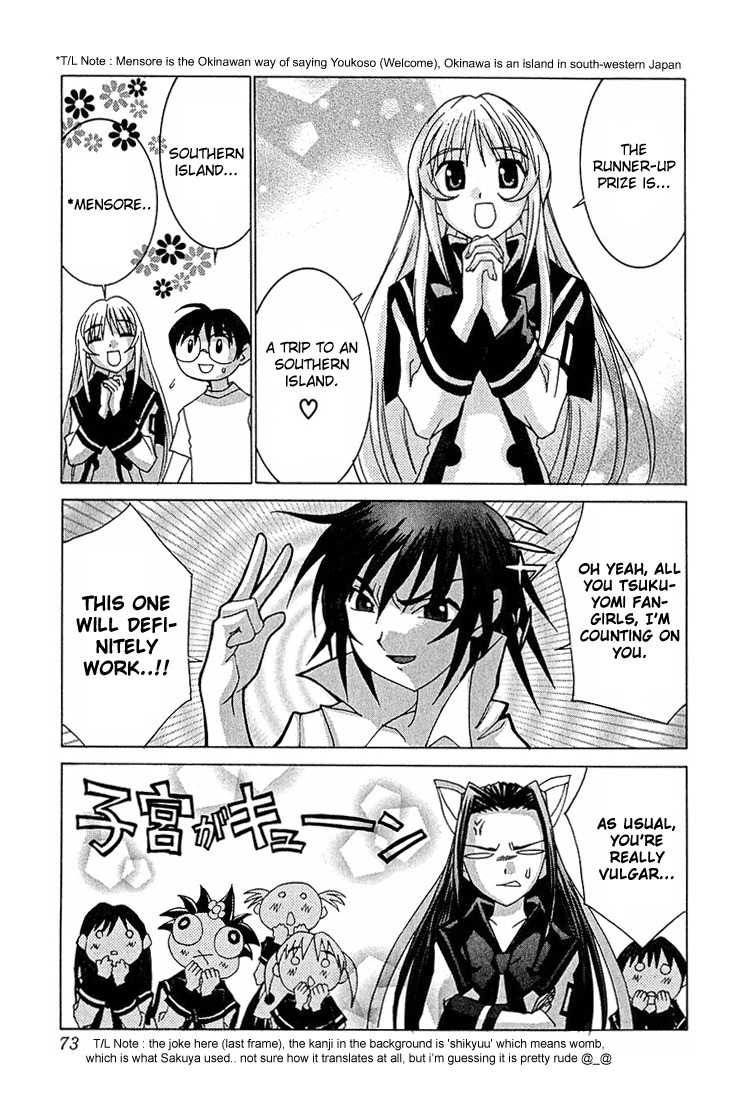 *T/L Note : Mensore is the Okinawan way of saying Youkoso (Welcome), Okinawa is an island in south-western Japan
THE
RUNNER-UP
PRIZE IS...
A TRIP TO AN
SOUTHERN
ISLAND.
♡
SOUTHERN
ISLAND...
*MENSORE..
OH YEAH, ALL
YOU TSUKU-
YOMI FAN-
GIRLS, I'M
COUNTING ON
YOU.
THIS ONE
WILL DEFI-
NITELY
WORK..!!
AS USUAL,
YOU'RE
REALLY
VULGAR...
子宮がキューーン
73
T/L Note : the joke here (last frame), the kanji in the background is 'shikyuu' which means womb,
which is what Sakuya used.. not sure how it translates at all, but i'm guessing it is pretty rude @_@